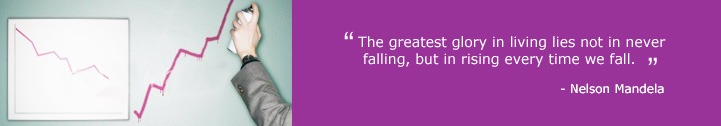 “ The greatest glory in living lies not in never
falling, but in rising every time we fall. ”
- Nelson Mandela